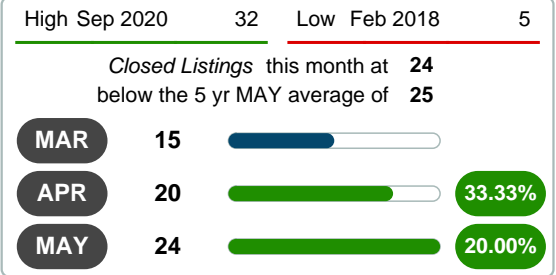 High Sep 2020 32 Low Feb 2018 5
Closed Listings this month at 24
below the 5 yr MAY average of 25
MAR 15
APR 20 33.33%
MAY 24 20.00%